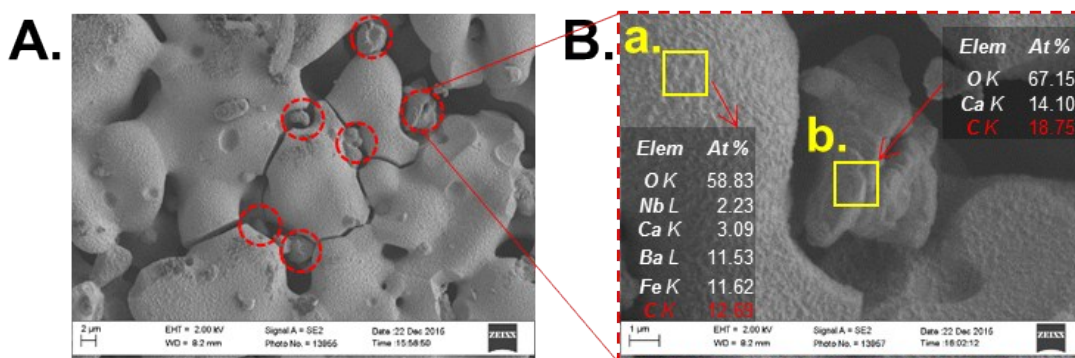 A.
B.
a.
Elem At %
O K 67.15
Ca K 14.10
C K 18.75
b.
Elem At %
O K 58.83
Nb L 2.23
Ca K 3.09
Ba L 11.53
Fe K 11.62
C K 12.69
2 µm
EHT = 2.00 kV Signal A = SE2 Date :22 Dec 2015
WD = 8.2 mm Photo No. = 13955 Time :15:58:50
ZEISS
1 µm
EHT = 2.00 kV Signal A = SE2 Date :22 Dec 2015
WD = 8.2 mm Photo No. = 13957 Time :16:02:12
ZEISS